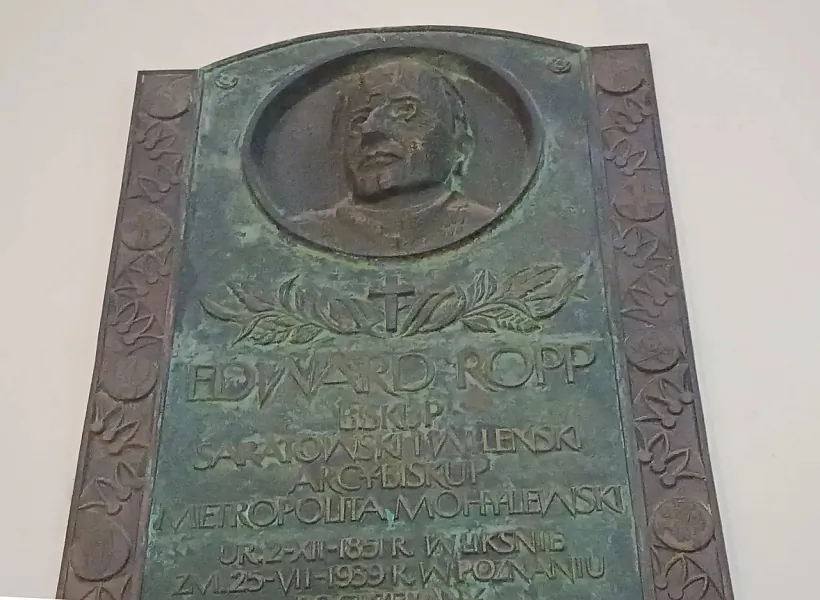 EDWARD ROPP
BISKUP
SARATOWSKI I WILEŃSKI
ARCYBISKUP
METROPOLITA MOHYLEWSKI
UR. 2-XII-1851 R. W LIKSNIE
ZM. 25-VII-1939 R. W POZNANIU